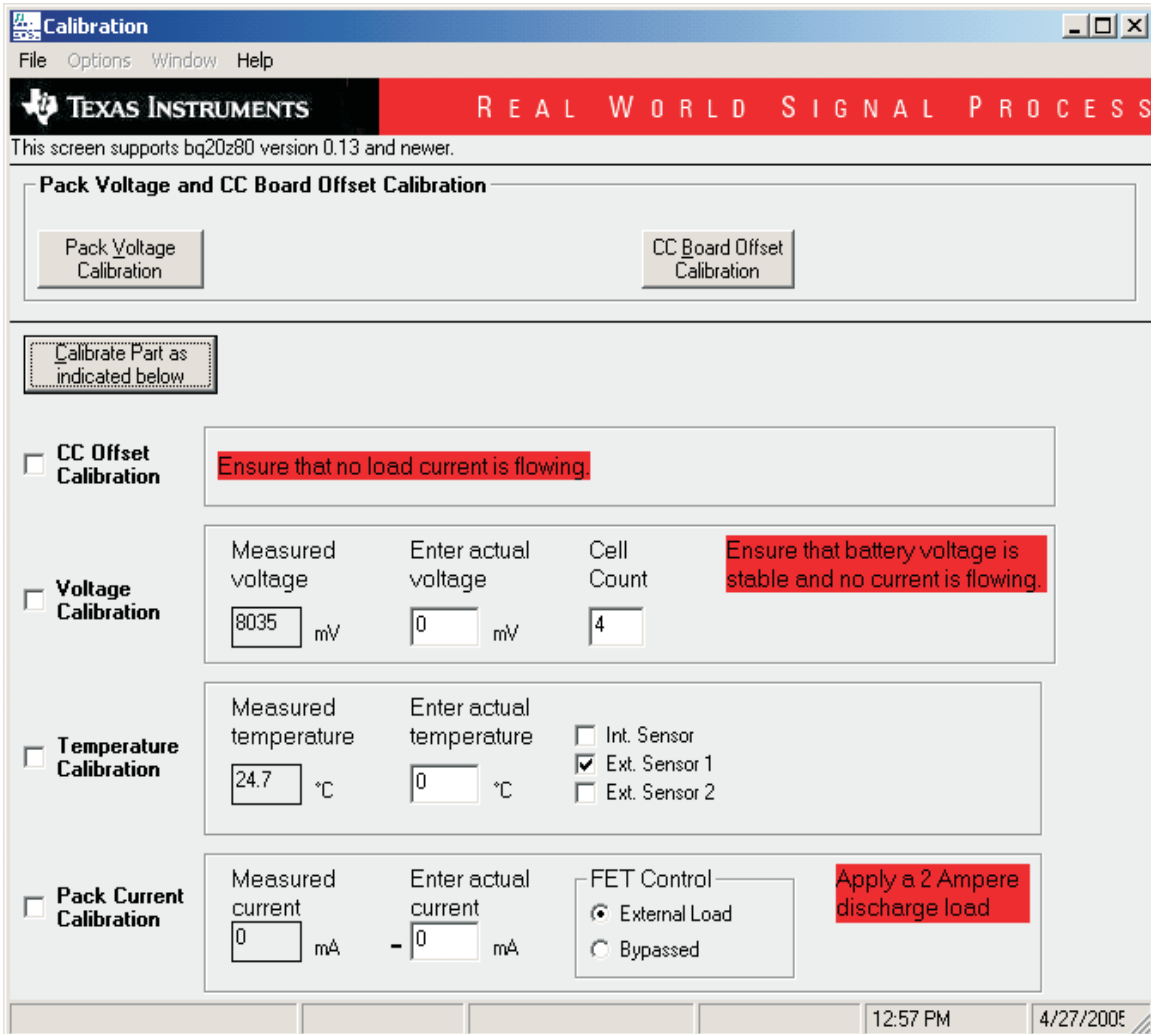 Calibration
File Options Window Help
TEXAS INSTRUMENTS
REAL WORLD SIGNAL PROCESS
This screen supports bq20z80 version 0.13 and newer.
Pack Voltage and CC Board Offset Calibration
Pack Voltage
Calibration
CC Board Offset
Calibration
Calibrate Part as
indicated below
CC Offset
Calibration
Ensure that no load current is flowing.
Voltage
Calibration
Measured
voltage
8035 mV
Enter actual
voltage
0 mV
Cell
Count
4
Ensure that battery voltage is
stable and no current is flowing.
Temperature
Calibration
Measured
temperature
24.7 °C
Enter actual
temperature
0 °C
Int. Sensor
Ext. Sensor 1
Ext. Sensor 2
Pack Current
Calibration
Measured
current
0 mA
Enter actual
current
- 0 mA
FET Control
External Load
Bypassed
Apply a 2 Ampere
discharge load
12:57 PM
4/27/2005